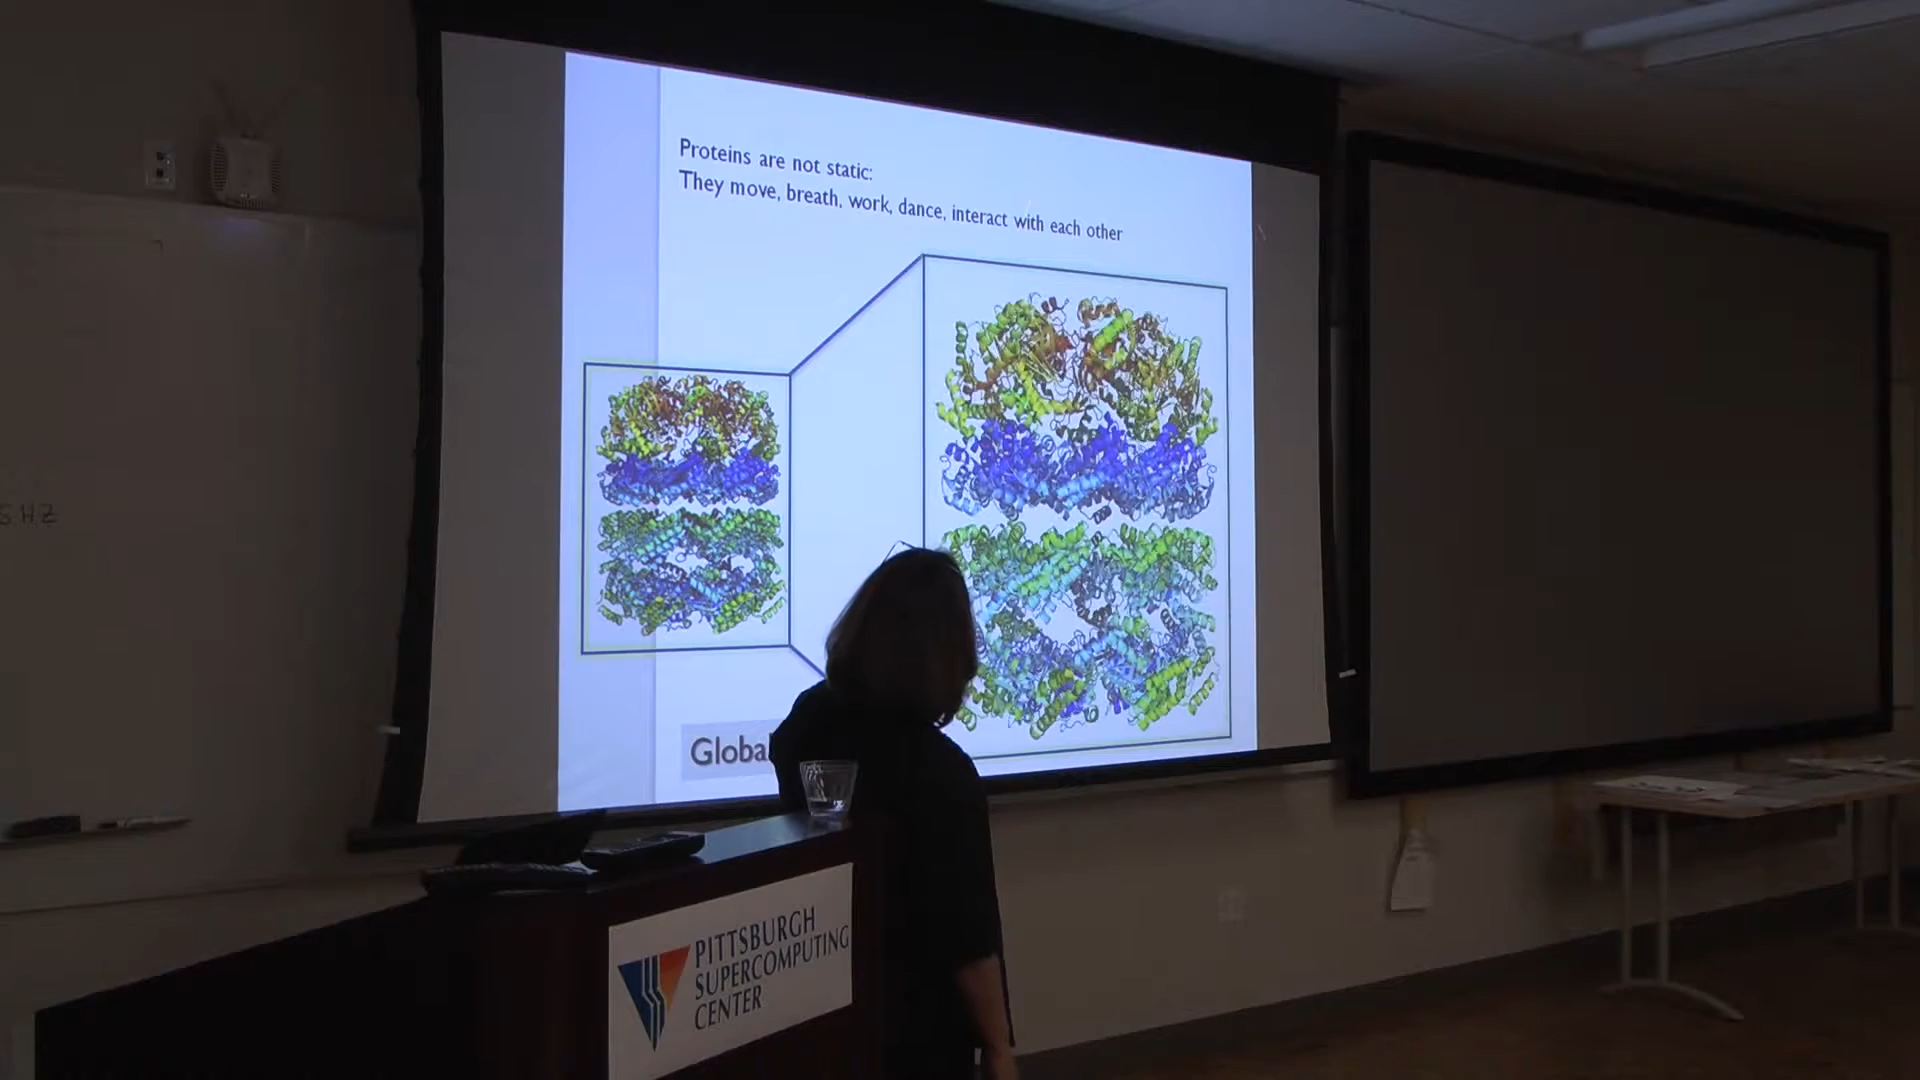 Proteins are not static:
They move, breath, work, dance, interact with each other
Global
S.H.Z
PITTSBURGH
SUPERCOMPUTING
CENTER